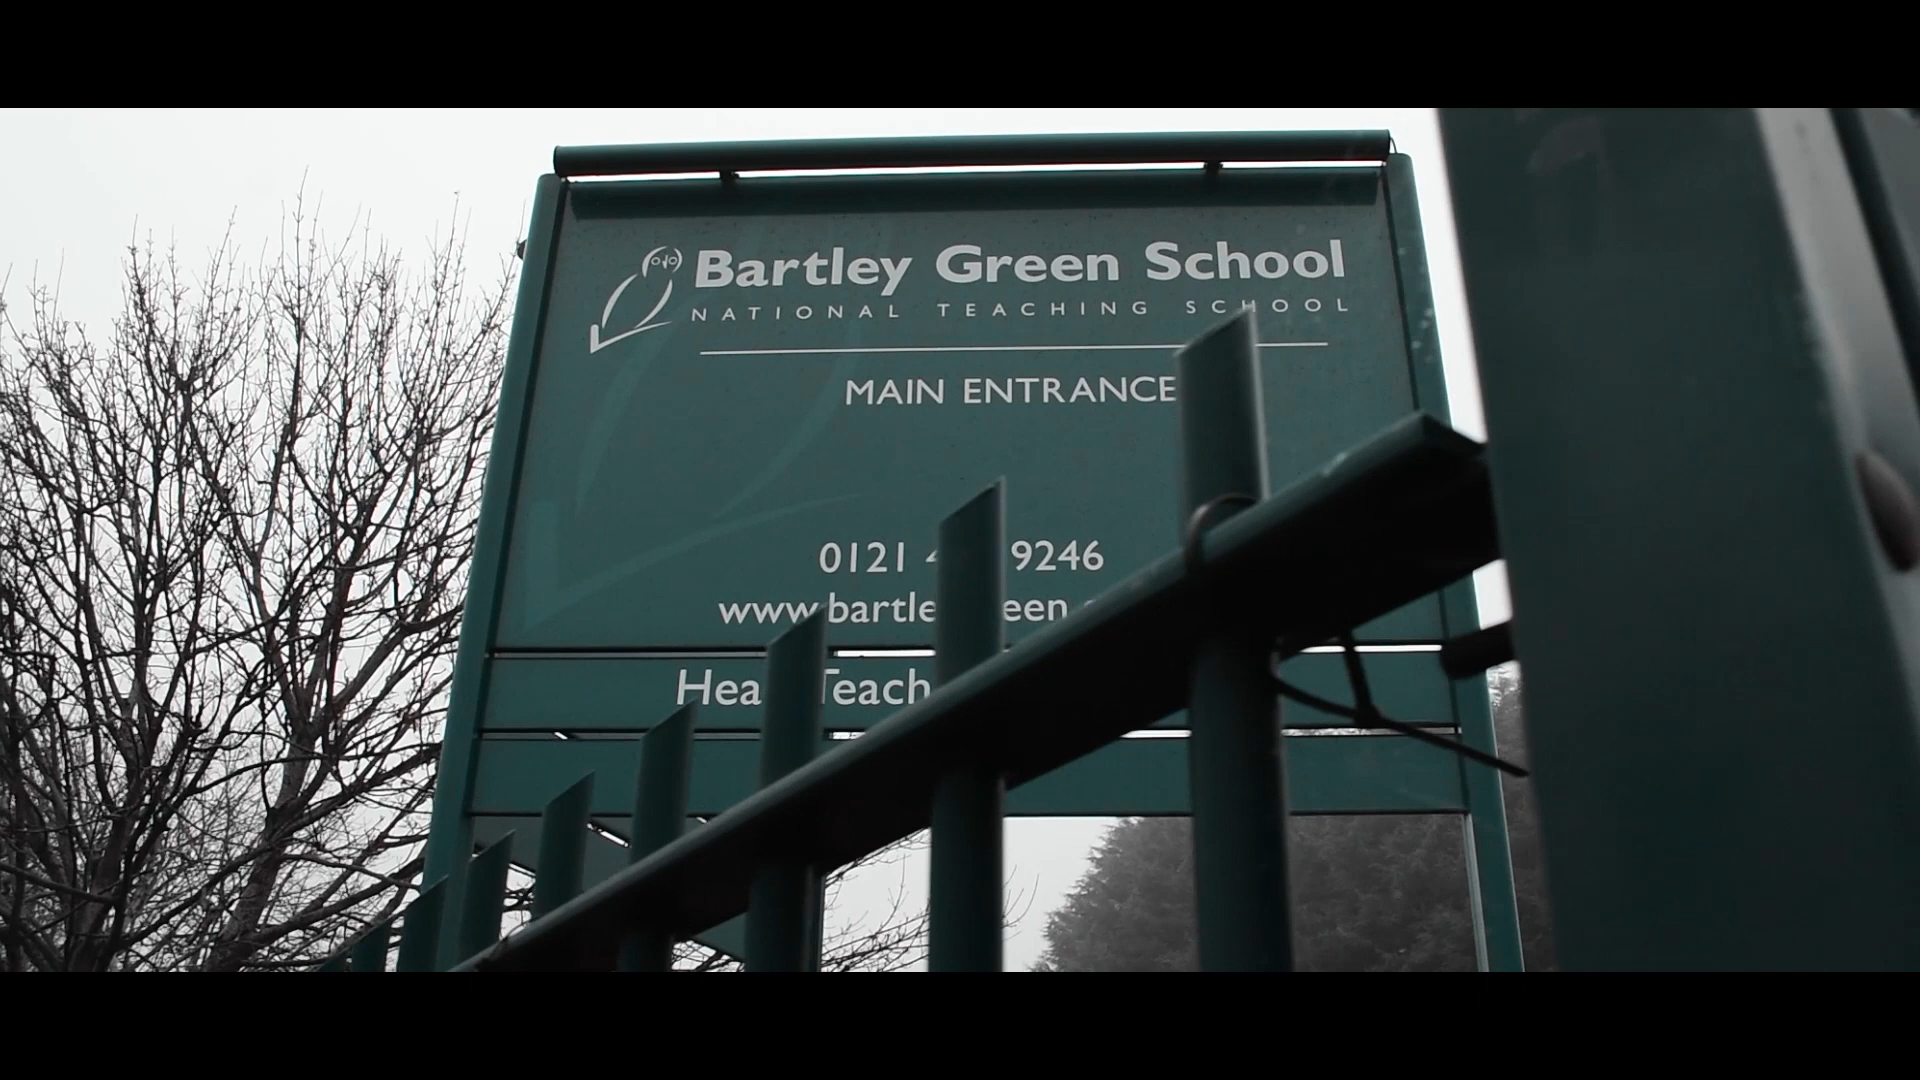 Bartley Green School
NATIONAL TEACHING SCHOOL
MAIN ENTRANCE
0121 9246